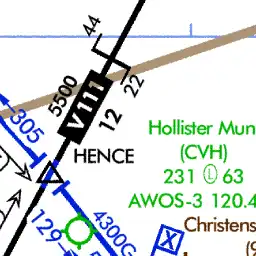 44
5500
V111
22
12
305
HENCE
Hollister Mun
(CVH)
231 Ⓛ 63
AWOS-3 120.4
4300G
129
Christens
X